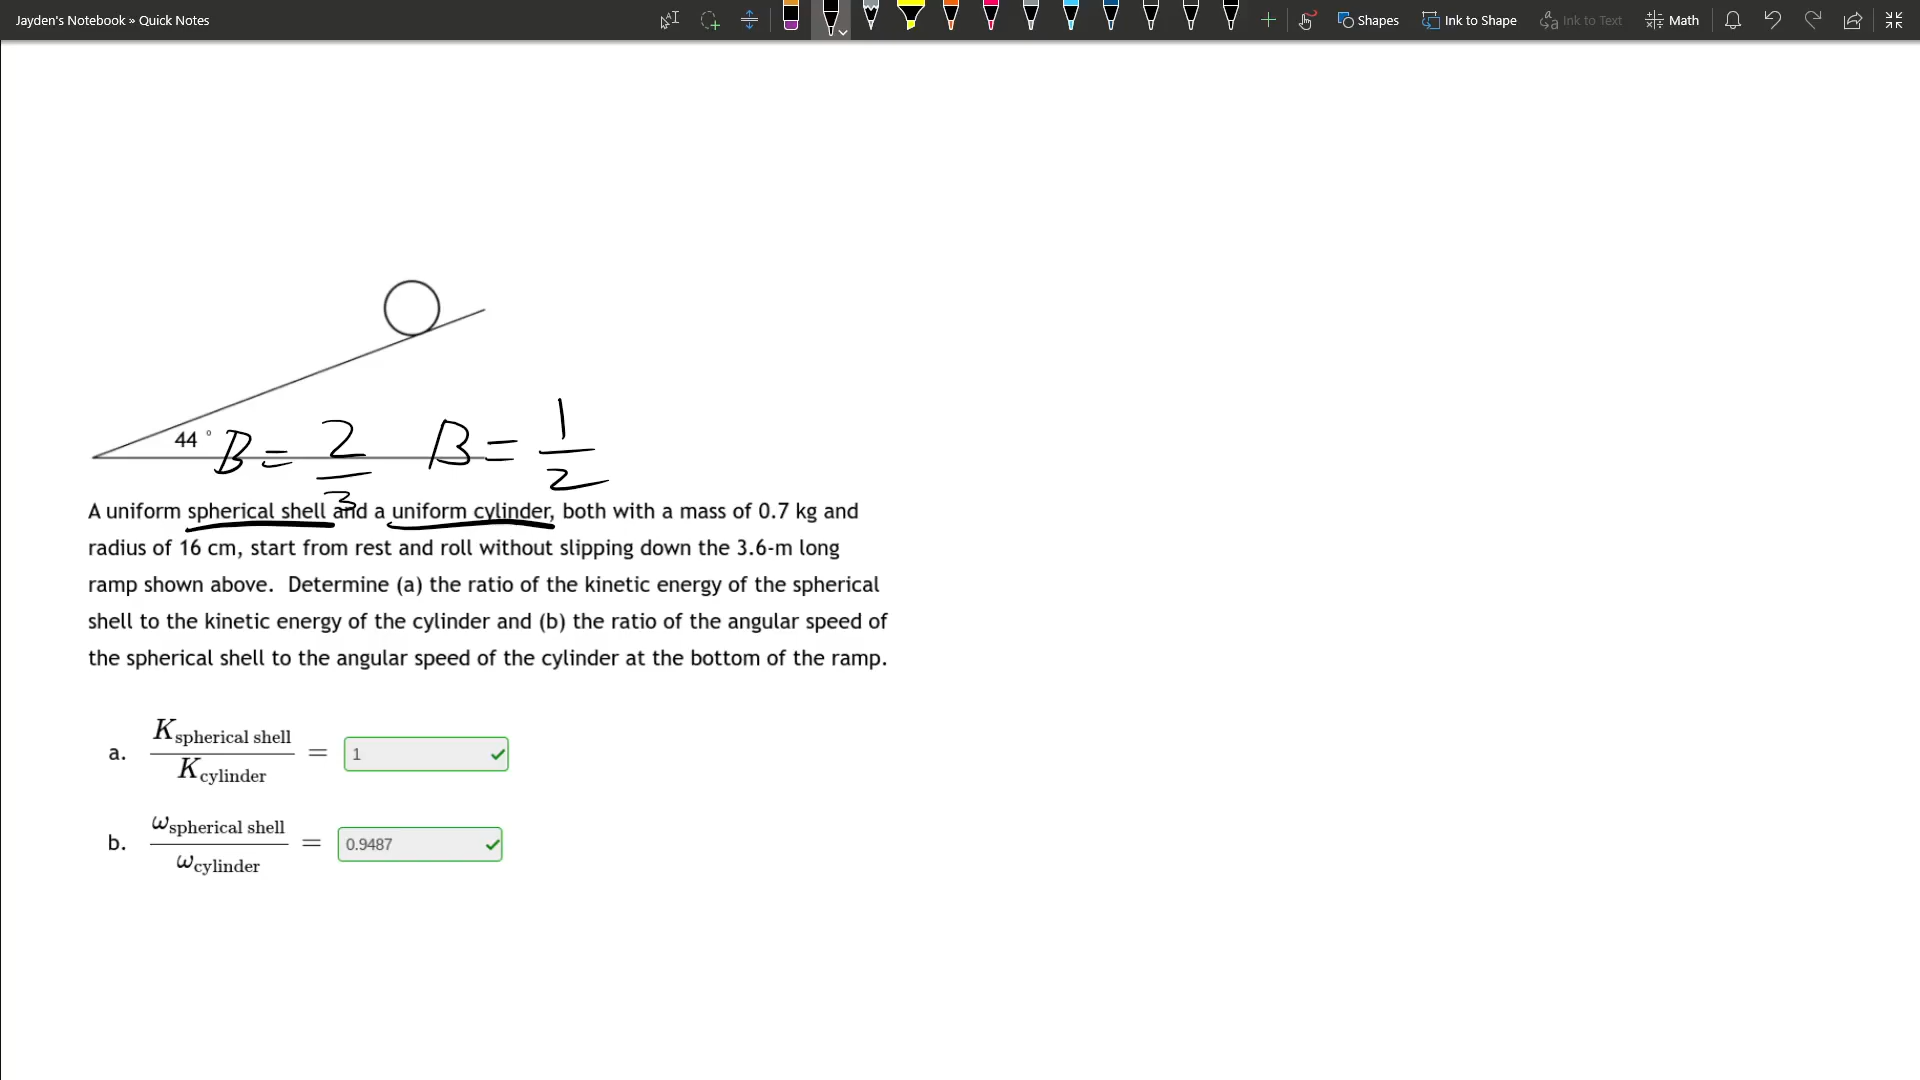 Jayden's Notebook » Quick Notes
Shapes
Ink to Shape
Ink to Text
Math
44 °
B = 2/3
B = 1/2
A uniform spherical shell and a uniform cylinder, both with a mass of 0.7 kg and
radius of 16 cm, start from rest and roll without slipping down the 3.6-m long
ramp shown above.  Determine (a) the ratio of the kinetic energy of the spherical
shell to the kinetic energy of the cylinder and (b) the ratio of the angular speed of
the spherical shell to the angular speed of the cylinder at the bottom of the ramp.
a. K spherical shell / K cylinder = 1
b. ω spherical shell / ω cylinder = 0.9487